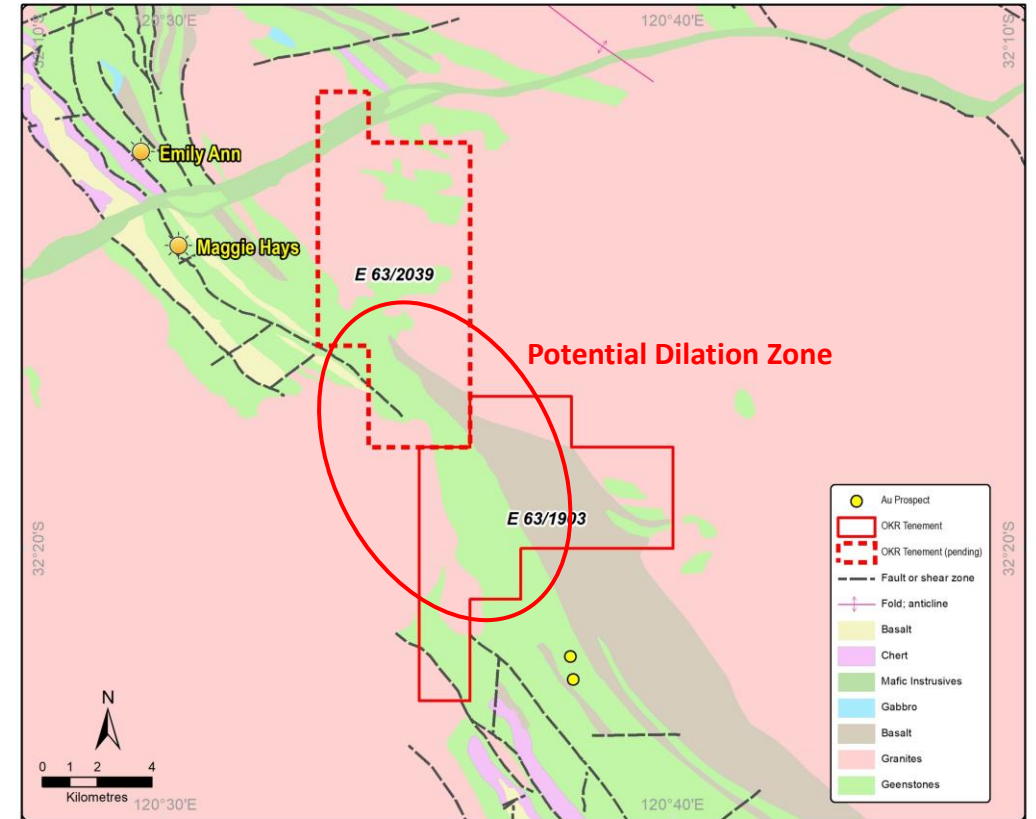 120°30'E
120°40'E
32°10'S
32°10'S
Emily Ann
Maggie Hays
E 63/2039
Potential Dilation Zone
E 63/1903
32°20'S
32°20'S
Au Prospect
OKR Tenement
OKR Tenement (pending)
Fault or shear zone
Fold; anticline
Basalt
Chert
Mafic Instrusives
Gabbro
Basalt
Granites
Geenstones
N
0 1 2 4
Kilometres
120°30'E
120°40'E